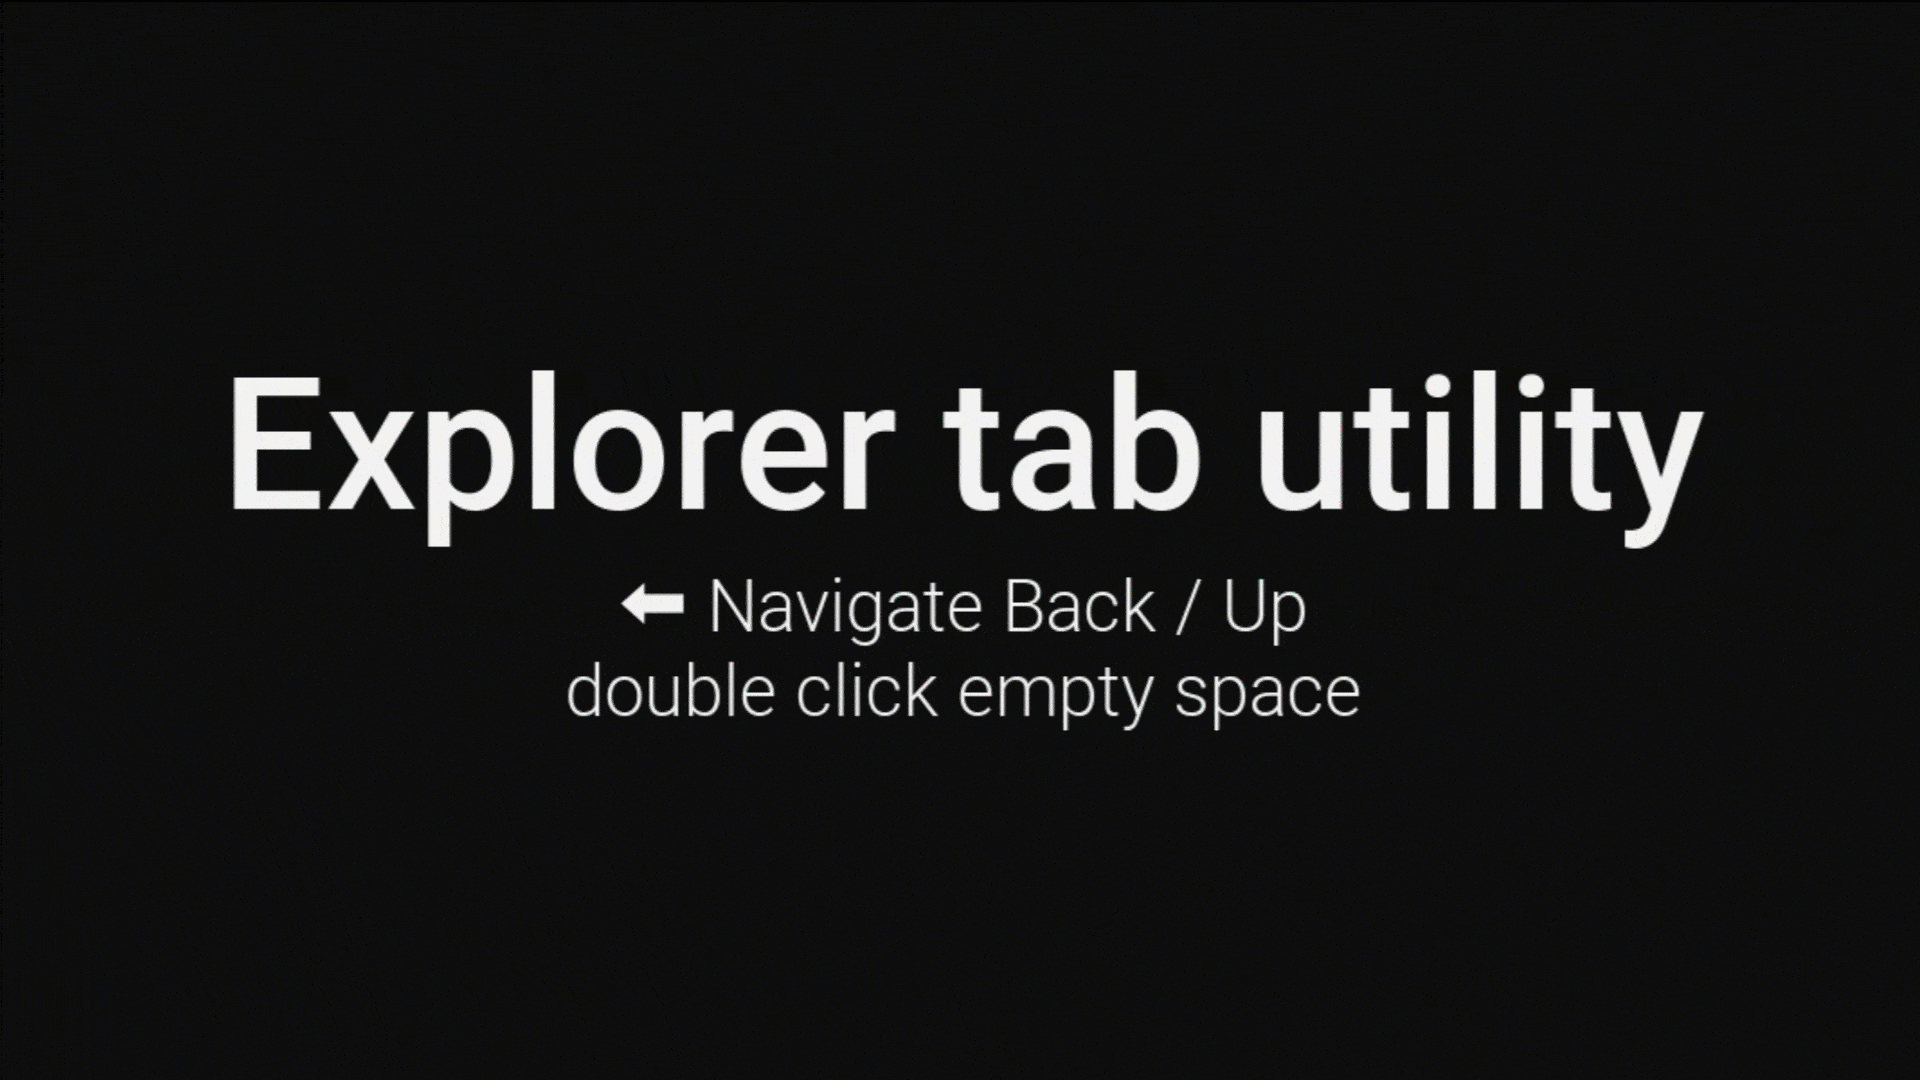 Explorer tab utility
⬅ Navigate Back / Up
double click empty space